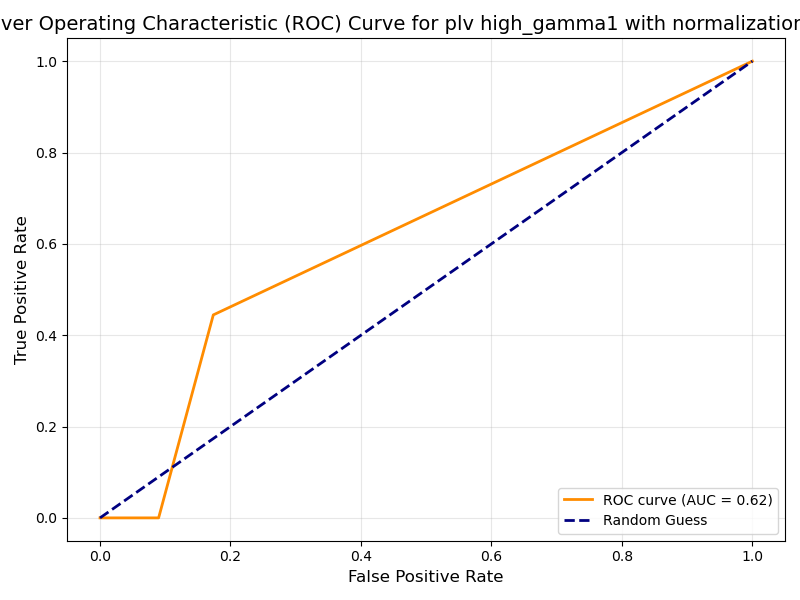 ver Operating Characteristic (ROC) Curve for plv high_gamma1 with normalization
True Positive Rate
1.0
0.8
0.6
0.4
0.2
0.0
0.0 0.2 0.4 0.6 0.8 1.0
False Positive Rate
ROC curve (AUC = 0.62)
Random Guess